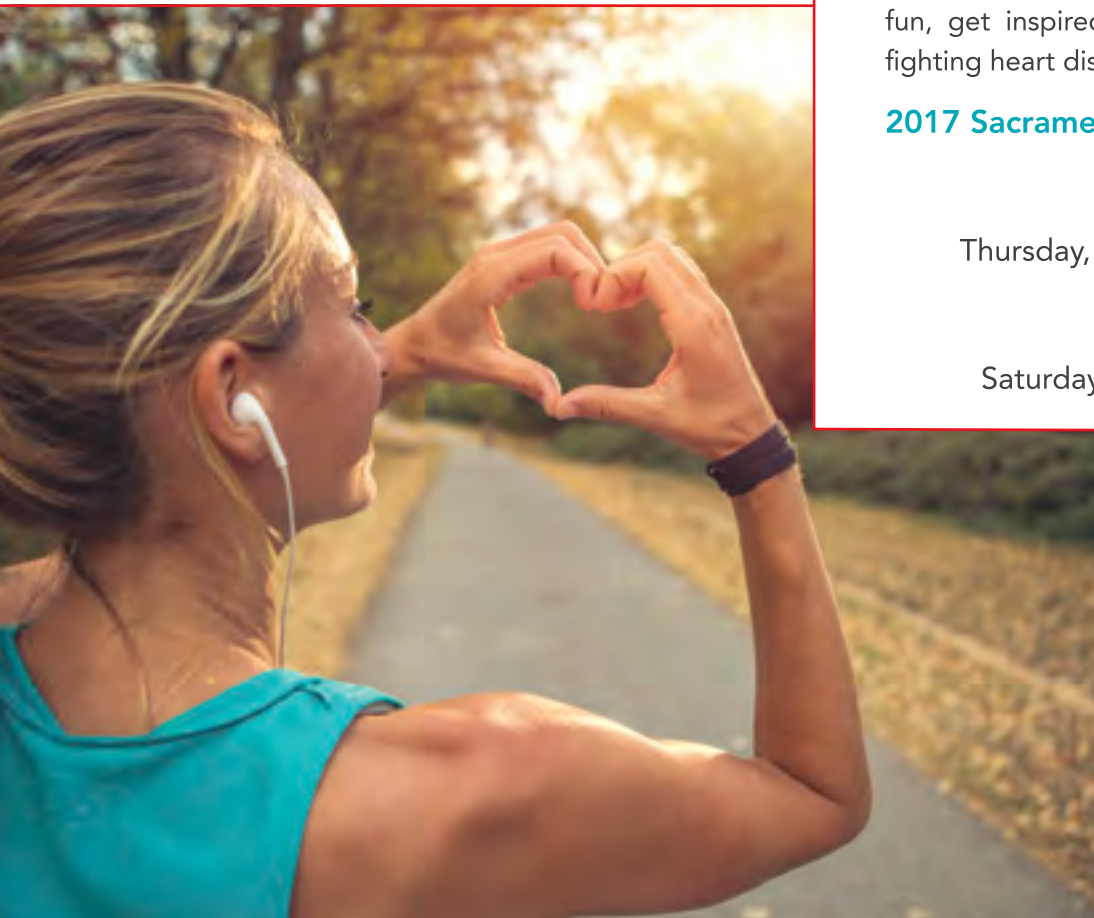 fun, get inspired
fighting heart dis
2017 Sacrame
Thursday,
Saturday